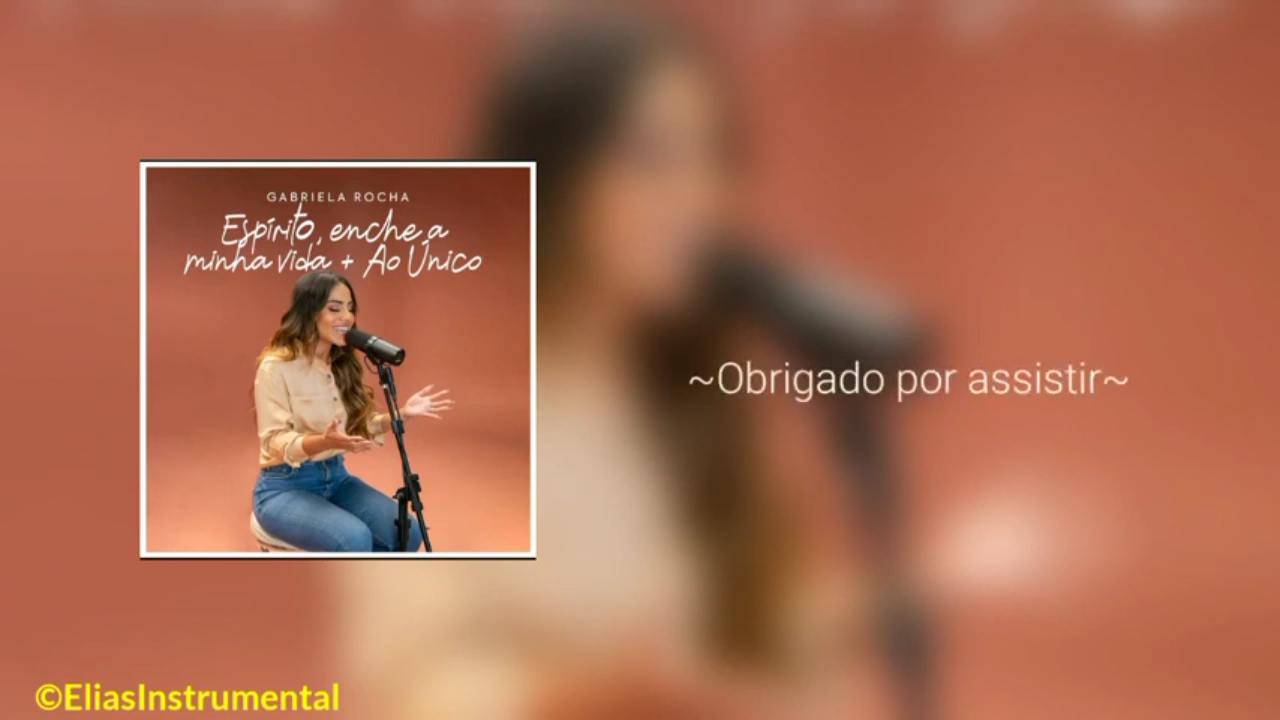 GABRIELA ROCHA
Espírito, enche a
minha vida + Ao Único
~Obrigado por assistir~
©EliasInstrumental